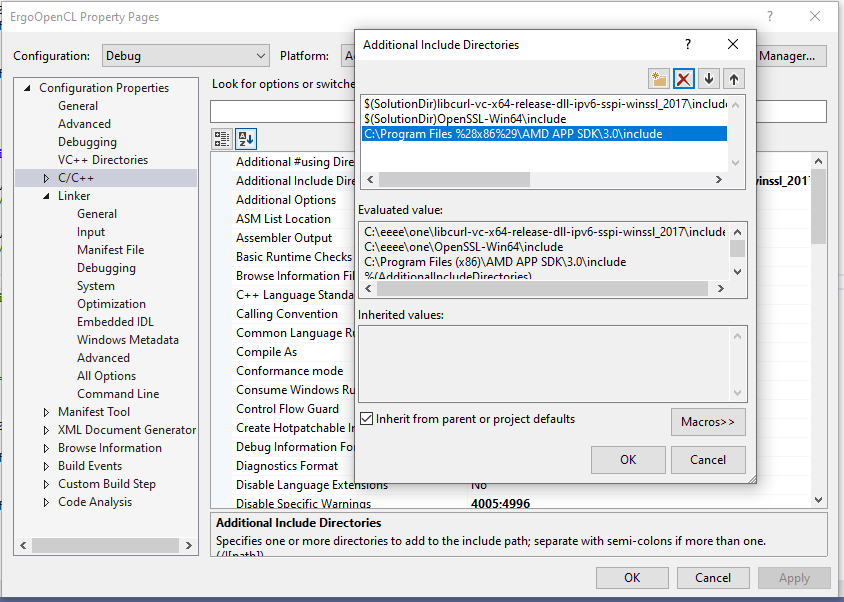 ErgoOpenCL Property Pages
Configuration: Debug Platform:
Manager...
Configuration Properties
General
Advanced
Debugging
VC++ Directories
C/C++
Linker
General
Input
Manifest File
Debugging
System
Optimization
Embedded IDL
Windows Metadata
Advanced
All Options
Command Line
Manifest Tool
XML Document Generator
Browse Information
Build Events
Custom Build Step
Code Analysis
Look for options or switche
Additional #using Dire
Additional Include Dire
winssl_201
Additional Options
ASM List Location
Assembler Output
Basic Runtime Checks
Browse Information Fil
C++ Language Standa
Calling Convention
Common Language Ru
Compile As
Conformance mode
Consume Windows Ru
Control Flow Guard
Create Hotpatchable In
Debug Information Fo
Diagnostics Format
Disable Language Extensions No
Disable Specific Warnings 4005;4996
Additional Include Directories
Specifies one or more directories to add to the include path; separate with semi-colons if more than one.
(/I[path])
OK Cancel Apply
Additional Include Directories
$(SolutionDir)libcurl-vc-x64-release-dll-ipv6-sspi-winssl_2017\include
$(SolutionDir)OpenSSL-Win64\include
C:\Program Files %28x86%29\AMD APP SDK\3.0\include
Evaluated value:
C:\eeee\one\libcurl-vc-x64-release-dll-ipv6-sspi-winssl_2017\include
C:\eeee\one\OpenSSL-Win64\include
C:\Program Files (x86)\AMD APP SDK\3.0\include
%(AdditionalIncludeDirectories)
Inherited values:
Inherit from parent or project defaults
Macros>>
OK Cancel